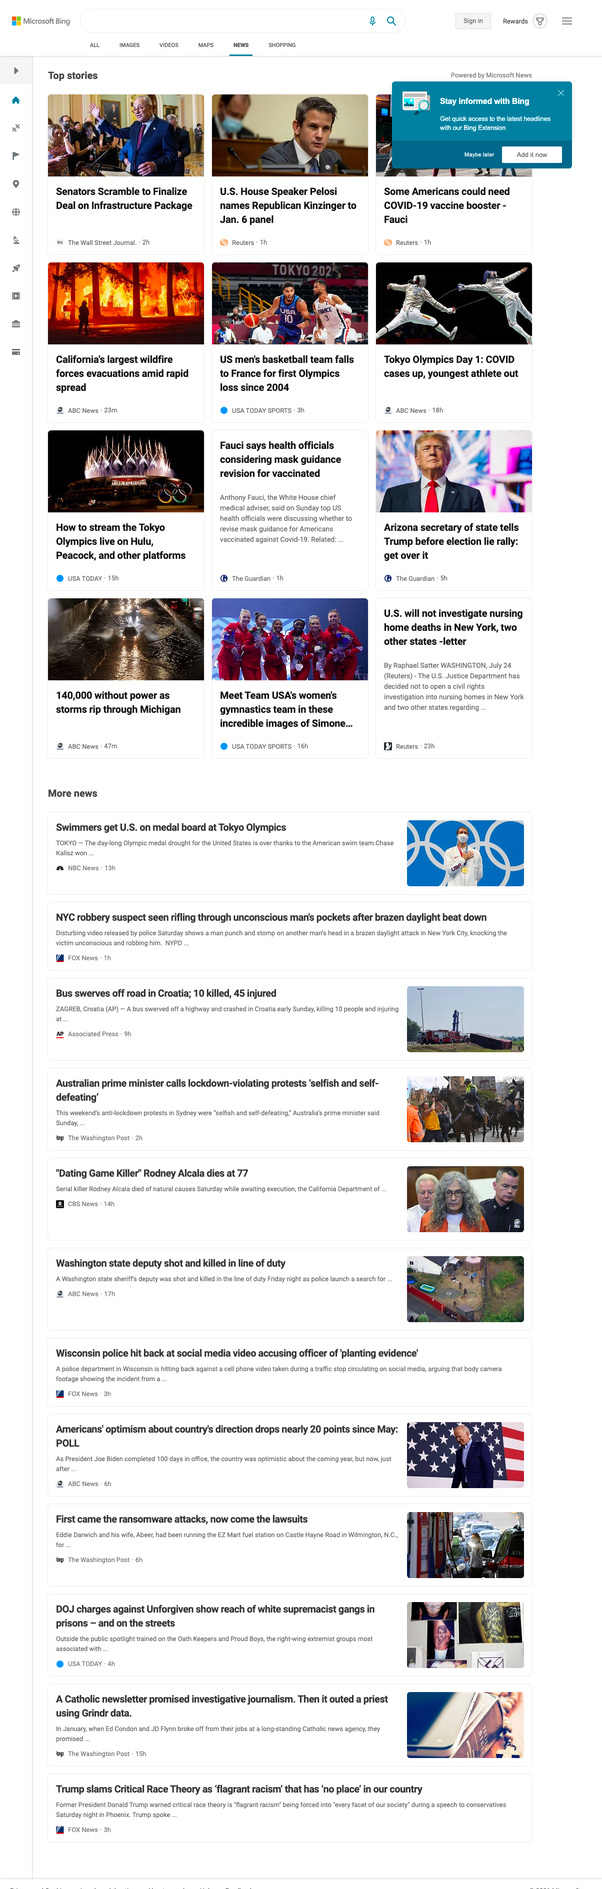 Microsoft Bing
Sign in
Rewards
ALL
IMAGES
VIDEOS
MAPS
NEWS
SHOPPING
Top stories
Powered by Microsoft News
Stay informed with Bing
Get quick access to the latest headlines
with our Bing Extension
Maybe later
Add it now
Senators Scramble to Finalize
Deal on Infrastructure Package
The Wall Street Journal. · 2h
U.S. House Speaker Pelosi
names Republican Kinzinger to
Jan. 6 panel
Reuters · 1h
Some Americans could need
COVID-19 vaccine booster -
Fauci
Reuters · 1h
California's largest wildfire
forces evacuations amid rapid
spread
ABC News · 23m
TOKYO 202
USA
10
US men's basketball team falls
to France for first Olympics
loss since 2004
USA TODAY SPORTS · 3h
Tokyo Olympics Day 1: COVID
cases up, youngest athlete out
ABC News · 18h
How to stream the Tokyo
Olympics live on Hulu,
Peacock, and other platforms
USA TODAY · 15h
Fauci says health officials
considering mask guidance
revision for vaccinated
Anthony Fauci, the White House chief
medical adviser, said on Sunday top US
health officials were discussing whether to
revise mask guidance for Americans
vaccinated against Covid-19. Related: ...
The Guardian · 1h
Arizona secretary of state tells
Trump before election lie rally:
get over it
The Guardian · 5h
140,000 without power as
storms rip through Michigan
ABC News · 47m
Meet Team USA's women's
gymnastics team in these
incredible images of Simone...
USA TODAY SPORTS · 16h
U.S. will not investigate nursing
home deaths in New York, two
other states -letter
By Raphael Satter WASHINGTON, July 24
(Reuters) - The U.S. Justice Department has
decided not to open a civil rights
investigation into nursing homes in New York
and two other states regarding ...
Reuters · 23h
More news
Swimmers get U.S. on medal board at Tokyo Olympics
TOKYO — The day-long Olympic medal drought for the United States is over thanks to the American swim team.Chase
Kalisz won ...
NBC News · 13h
NYC robbery suspect seen rifling through unconscious man's pockets after brazen daylight beat down
Disturbing video released by police Saturday shows a man punch and stomp on another man's head in a brazen daylight attack in New York City, knocking the
victim unconscious and robbing him. NYPD ...
FOX News · 1h
Bus swerves off road in Croatia; 10 killed, 45 injured
ZAGREB, Croatia (AP) — A bus swerved off a highway and crashed in Croatia early Sunday, killing 10 people and injuring
at ...
AP Associated Press · 9h
Australian prime minister calls lockdown-violating protests ‘selfish and self-
defeating’
This weekend's anti-lockdown protests in Sydney were “selfish and self-defeating,” Australia's prime minister said
Sunday, ...
wp The Washington Post · 2h
"Dating Game Killer" Rodney Alcala dies at 77
Serial killer Rodney Alcala died of natural causes Saturday while awaiting execution, the California Department of ...
CBS News · 14h
Washington state deputy shot and killed in line of duty
A Washington state sheriff's deputy was shot and killed in the line of duty Friday night as police launch a search for ...
ABC News · 17h
Wisconsin police hit back at social media video accusing officer of 'planting evidence'
A police department in Wisconsin is hitting back against a cell phone video taken during a traffic stop circulating on social media, arguing that body camera
footage showing the incident from a ...
FOX News · 3h
Americans' optimism about country's direction drops nearly 20 points since May:
POLL
As President Joe Biden completed 100 days in office, the country was optimistic about the coming year, but now, just
after ...
ABC News · 6h
First came the ransomware attacks, now come the lawsuits
Eddie Darwich and his wife, Abeer, had been running the EZ Mart fuel station on Castle Hayne Road in Wilmington, N.C.,
for ...
wp The Washington Post · 6h
DOJ charges against Unforgiven show reach of white supremacist gangs in
prisons – and on the streets
Outside the public spotlight trained on the Oath Keepers and Proud Boys, the right-wing extremist groups most
associated with ...
USA TODAY · 4h
A Catholic newsletter promised investigative journalism. Then it outed a priest
using Grindr data.
In January, when Ed Condon and JD Flynn broke off from their jobs at a long-standing Catholic news agency, they
promised ...
wp The Washington Post · 15h
Trump slams Critical Race Theory as ‘flagrant racism’ that has ‘no place’ in our country
Former President Donald Trump warned critical race theory is "flagrant racism" being forced into "every facet of our society" during a speech to conservatives
Saturday night in Phoenix. Trump spoke ...
FOX News · 3h